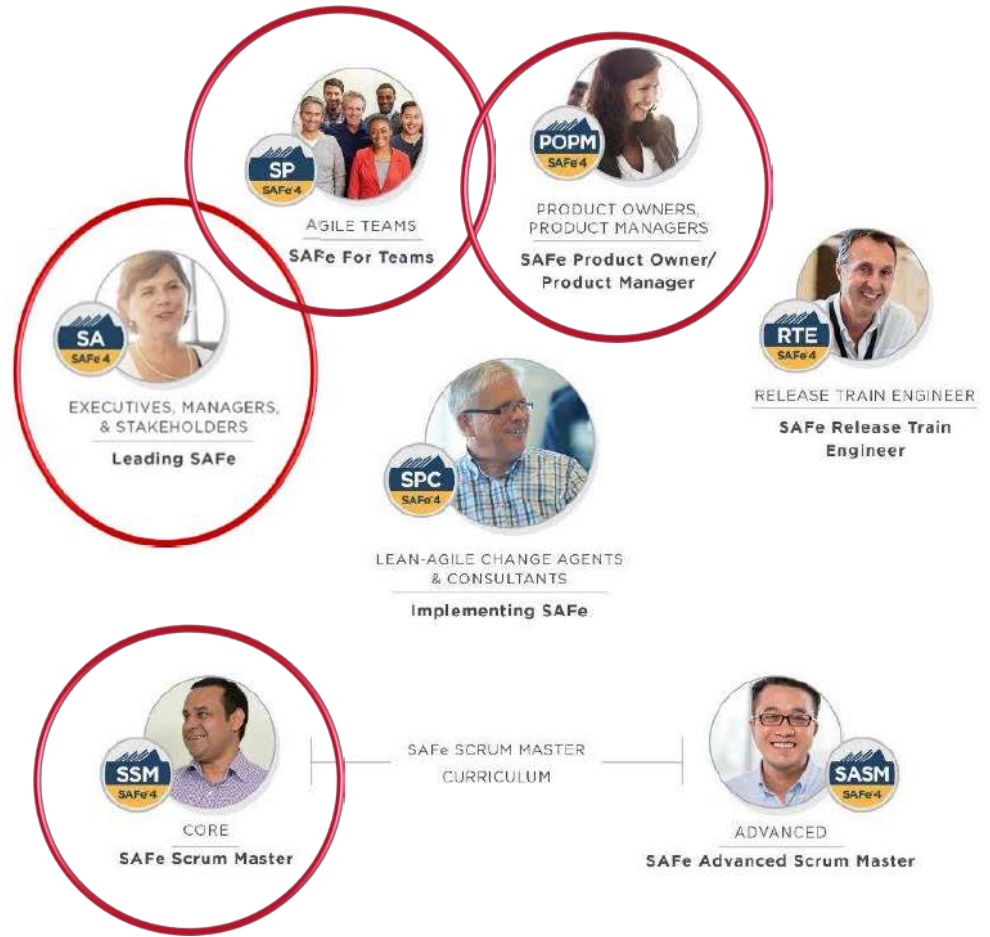 SP
SAFe 4
AGILE TEAMS
SAFe For Teams
POPM
SAFe 4
PRODUCT OWNERS,
PRODUCT MANAGERS
SAFe Product Owner/
Product Manager
SA
SAFe 4
EXECUTIVES, MANAGERS,
& STAKEHOLDERS
Leading SAFe
RTE
SAFe 4
RELEASE TRAIN ENGINEER
SAFe Release Train
Engineer
SPC
SAFe 4
LEAN-AGILE CHANGE AGENTS
& CONSULTANTS
Implementing SAFe
SSM
SAFe 4
CORE
SAFe Scrum Master
SAFe SCRUM MASTER
CURRICULUM
SASM
SAFe 4
ADVANCED
SAFe Advanced Scrum Master